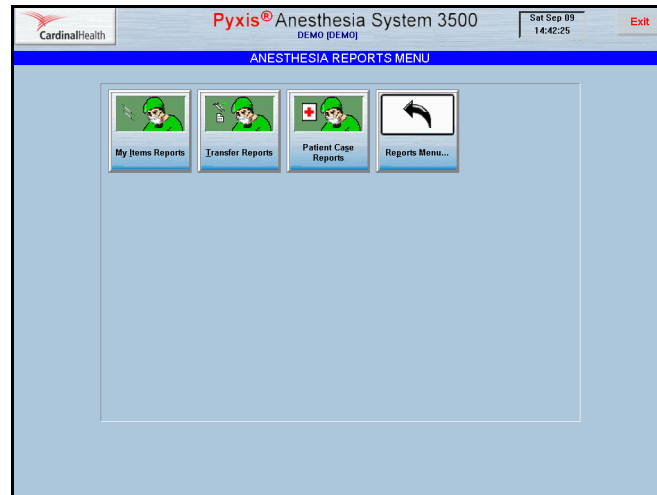 CardinalHealth
Pyxis® Anesthesia System 3500
DEMO [DEMO]
Sat Sep 09
14:42:25
Exit
ANESTHESIA REPORTS MENU
My Items Reports
Transfer Reports
Patient Case
Reports
Reports Menu...